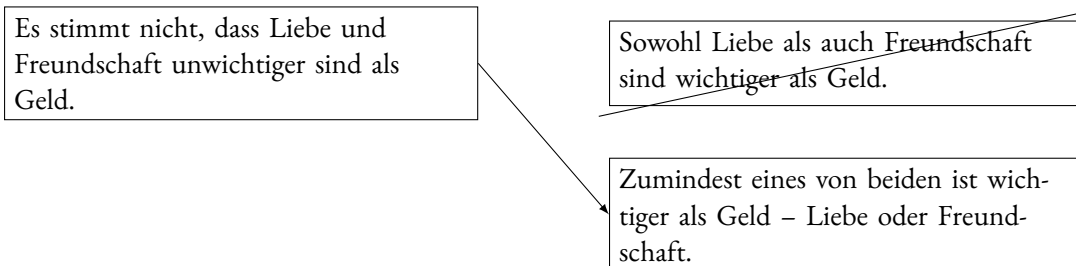 Es stimmt nicht, dass Liebe und
Freundschaft unwichtiger sind als
Geld.
Sowohl Liebe als auch Freundschaft
sind wichtiger als Geld.
Zumindest eines von beiden ist wich-
tiger als Geld – Liebe oder Freund-
schaft.